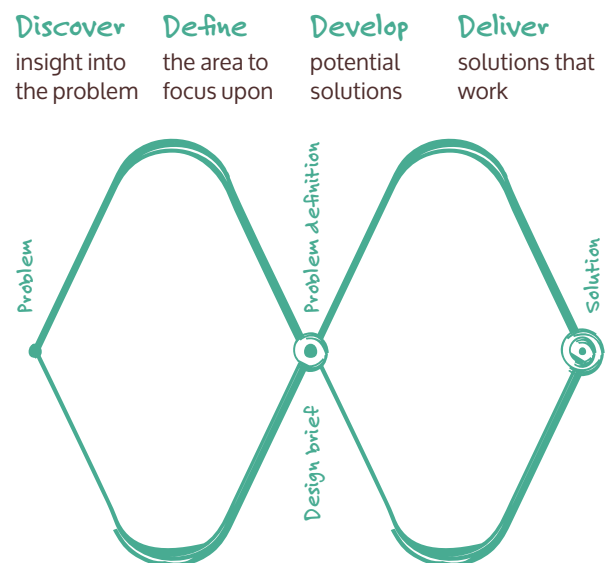 Discover
insight into
the problem
Define
the area to
focus upon
Develop
potential
solutions
Deliver
solutions that
work
Problem
Problem definition
Design brief
Solution